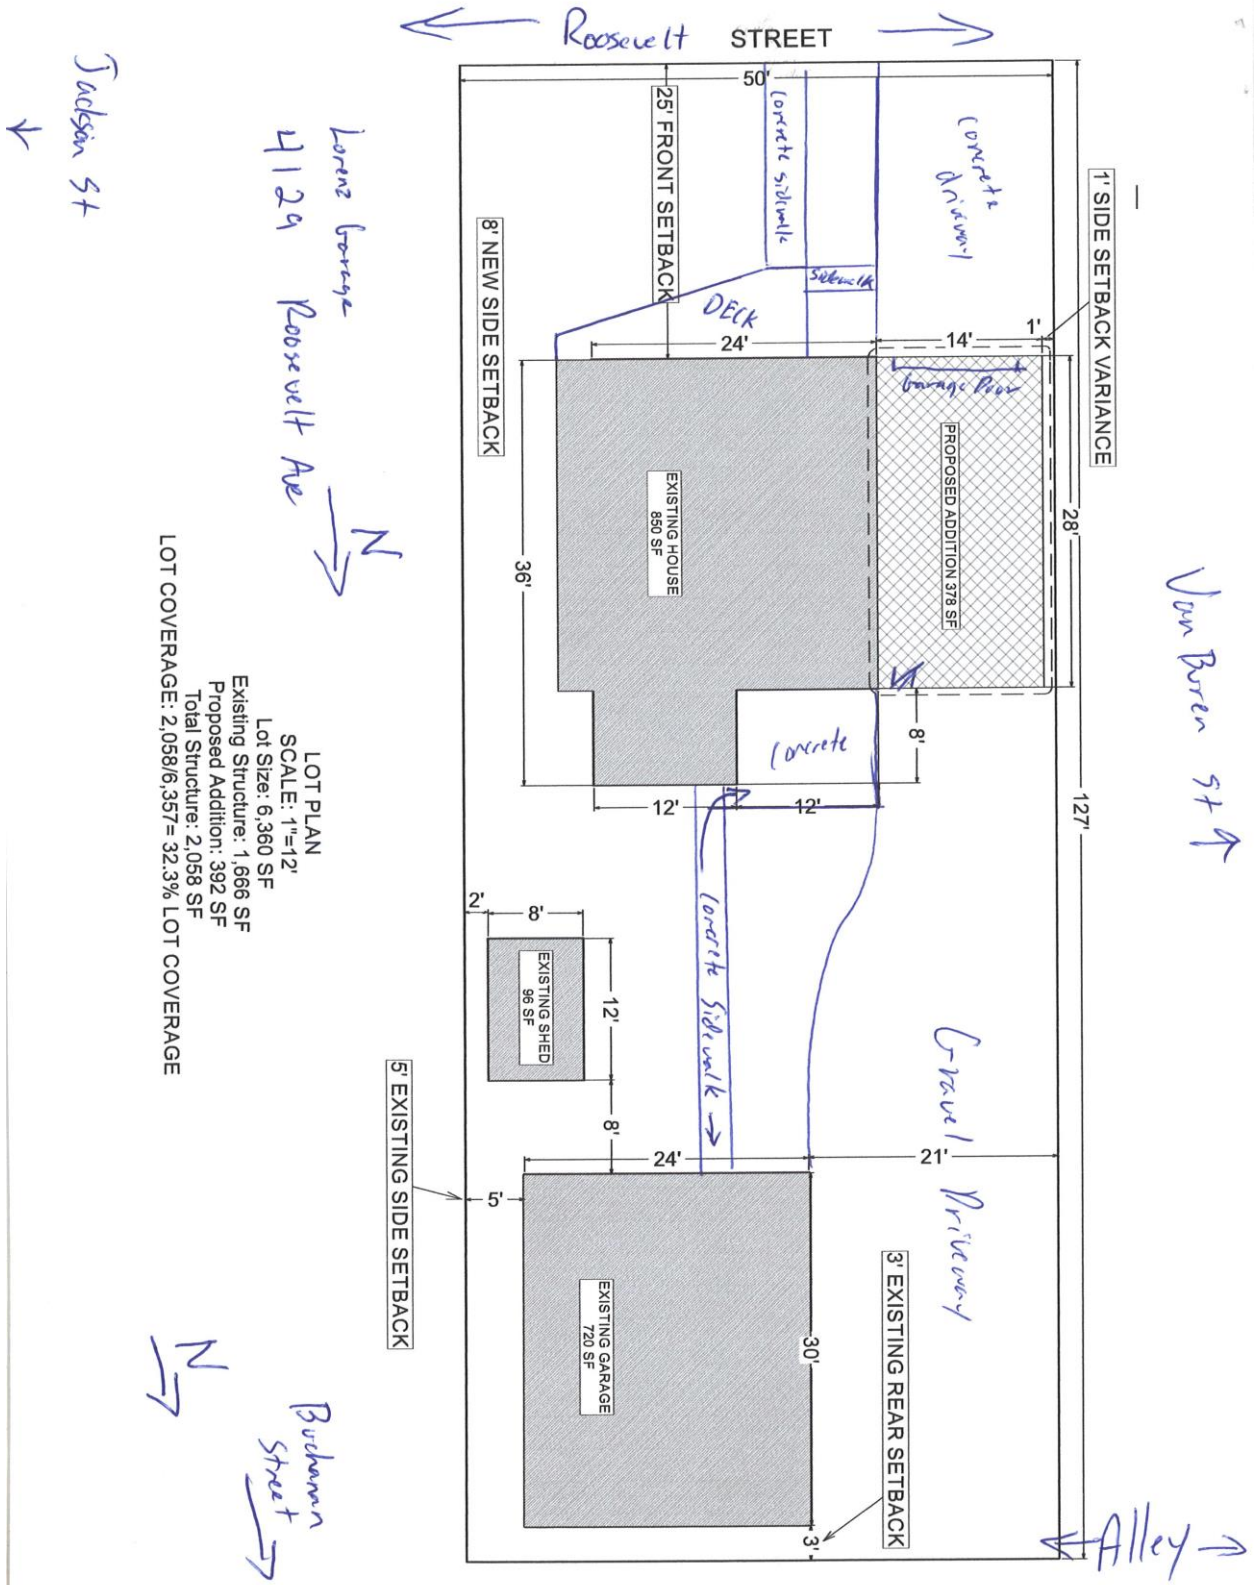 Roosevelt STREET
50'
Concrete sidewalk
Concrete
driveway
1' SIDE SETBACK VARIANCE
25' FRONT SETBACK
Sidewalk
DECK
24'
14'
1'
Garage Door
28'
8' NEW SIDE SETBACK
PROPOSED ADDITION 378 SF
EXISTING HOUSE
850 SF
36'
127'
8'
Concrete
12'
12'
Jackson St
Lorenz Garage
4129 Roosevelt Ave
N
Van Buren St
2'
8'
EXISTING SHED
96 SF
12'
8'
Concrete Sidewalk
Gravel Driveway
24'
21'
5'
5' EXISTING SIDE SETBACK
EXISTING GARAGE
720 SF
30'
3' EXISTING REAR SETBACK
3'
Alley
LOT PLAN
SCALE: 1"=12'
Lot Size: 6,360 SF
Existing Structure: 1,666 SF
Proposed Addition: 392 SF
Total Structure: 2,058 SF
LOT COVERAGE: 2,058/6,357= 32.3% LOT COVERAGE
N
Buchanan
Street